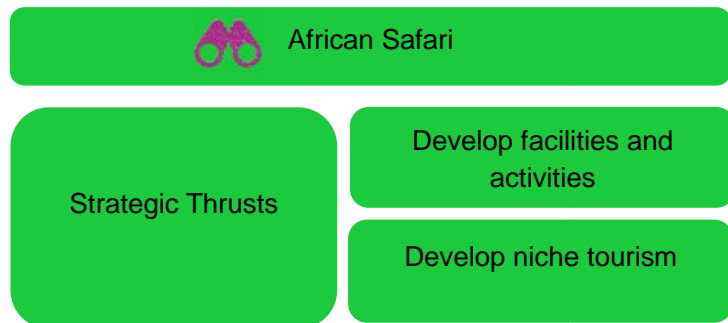 African Safari
Strategic Thrusts
Develop facilities and
activities
Develop niche tourism